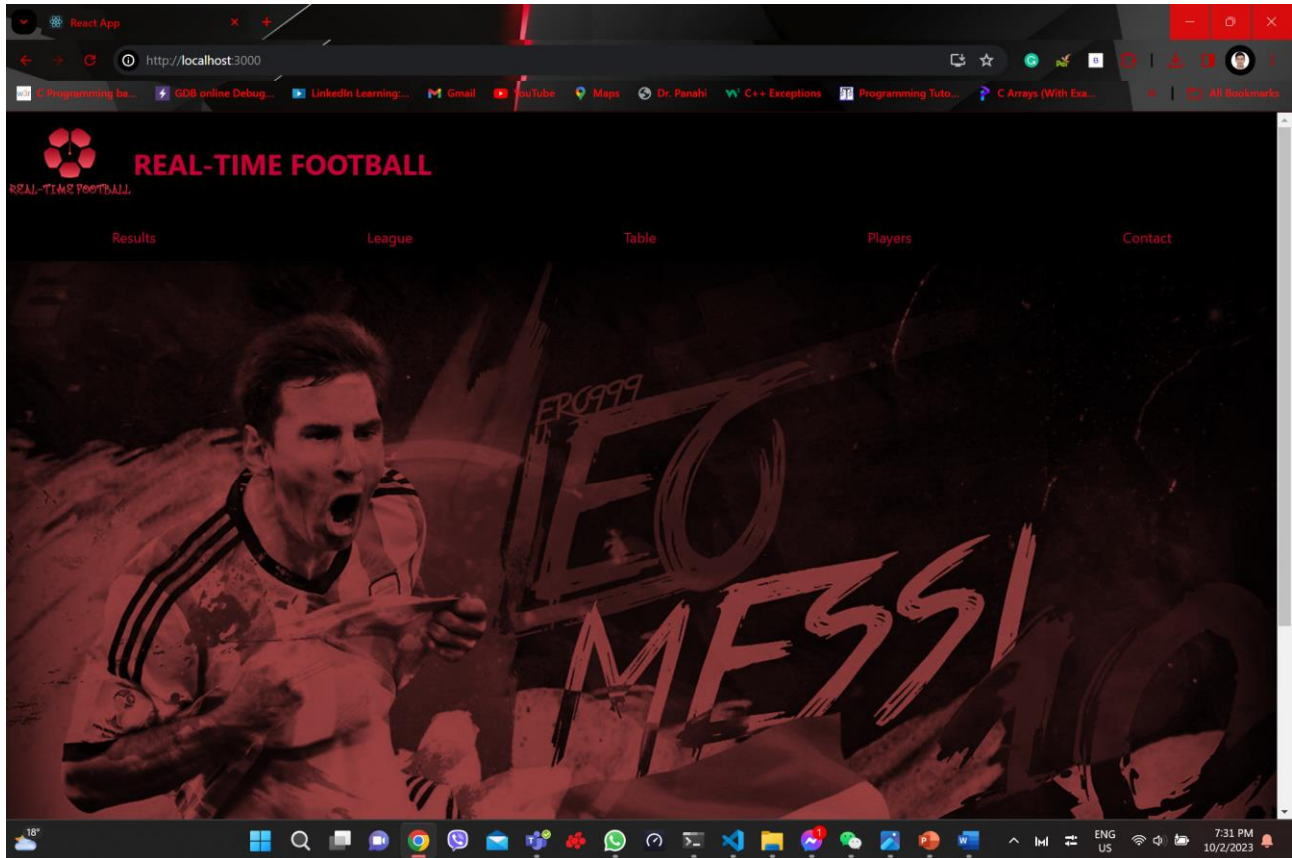 React App
http://localhost:3000
C Programming ba...
GDB online Debug...
LinkedIn Learning:...
Gmail
YouTube
Maps
Dr. Panahi
C++ Exceptions
Programming Tuto...
C Arrays (With Exa...
All Bookmarks
REAL-TIME FOOTBALL
REAL-TIME FOOTBALL
Results
League
Table
Players
Contact
ERG999
LEO
MESSI
10
18°
ENG
US
7:31 PM
10/2/2023